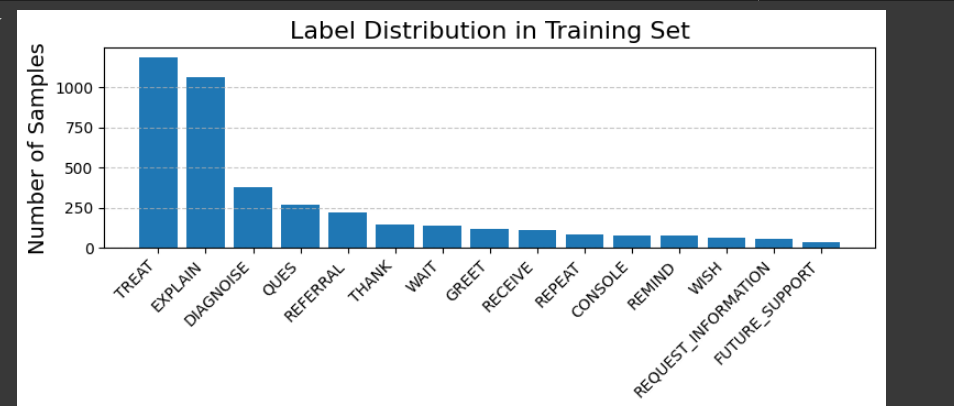 Label Distribution in Training Set
Number of Samples
1000
750
500
250
0
TREAT
EXPLAIN
DIAGNOISE
QUES
REFERRAL
THANK
WAIT
GREET
RECEIVE
REPEAT
CONSOLE
REMIND
WISH
REQUEST_INFORMATION
FUTURE_SUPPORT